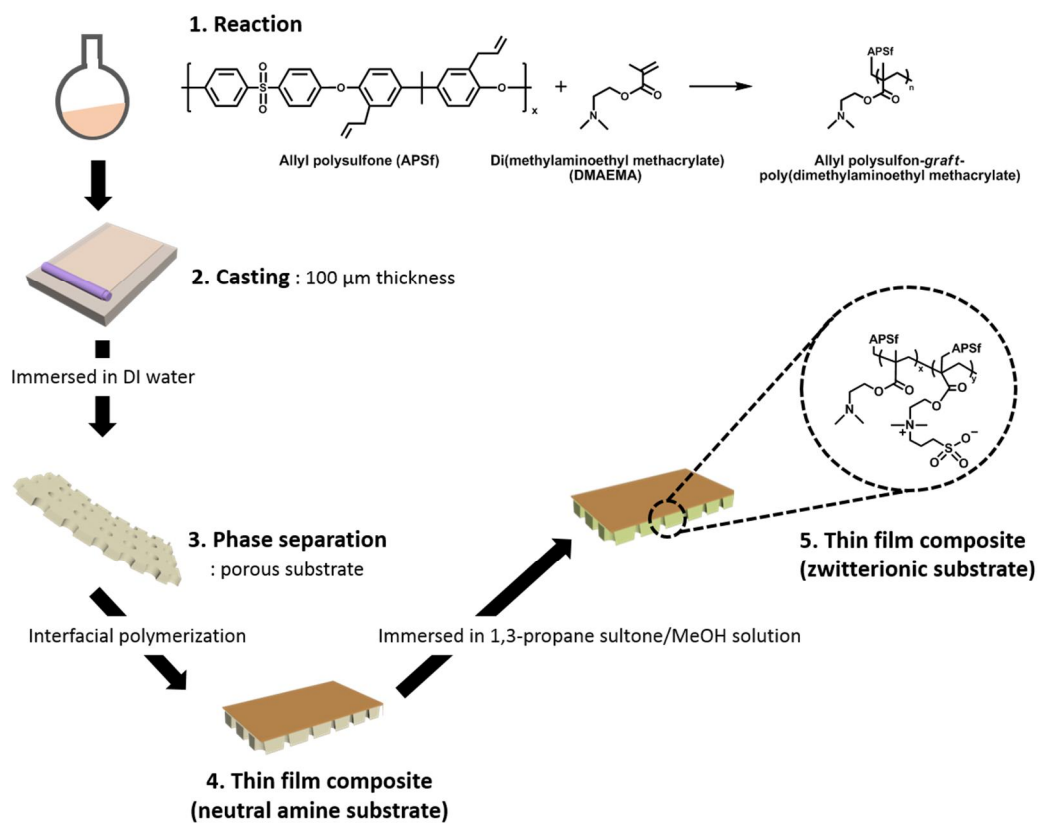 1. Reaction
O
S
O
O
O
x
+
O
O
N
APSf
n
O
O
N
Allyl polysulfone (APSf)
Di(methylaminoethyl methacrylate)
(DMAEMA)
Allyl polysulfon-graft-
poly(dimethylaminoethyl methacrylate)
2. Casting : 100 μm thickness
Immersed in DI water
3. Phase separation
: porous substrate
Interfacial polymerization
4. Thin film composite
(neutral amine substrate)
Immersed in 1,3-propane sultone/MeOH solution
APSf
APSf
x
y
O
O
O
O
N
N
+
S
O
−
O
O
5. Thin film composite
(zwitterionic substrate)